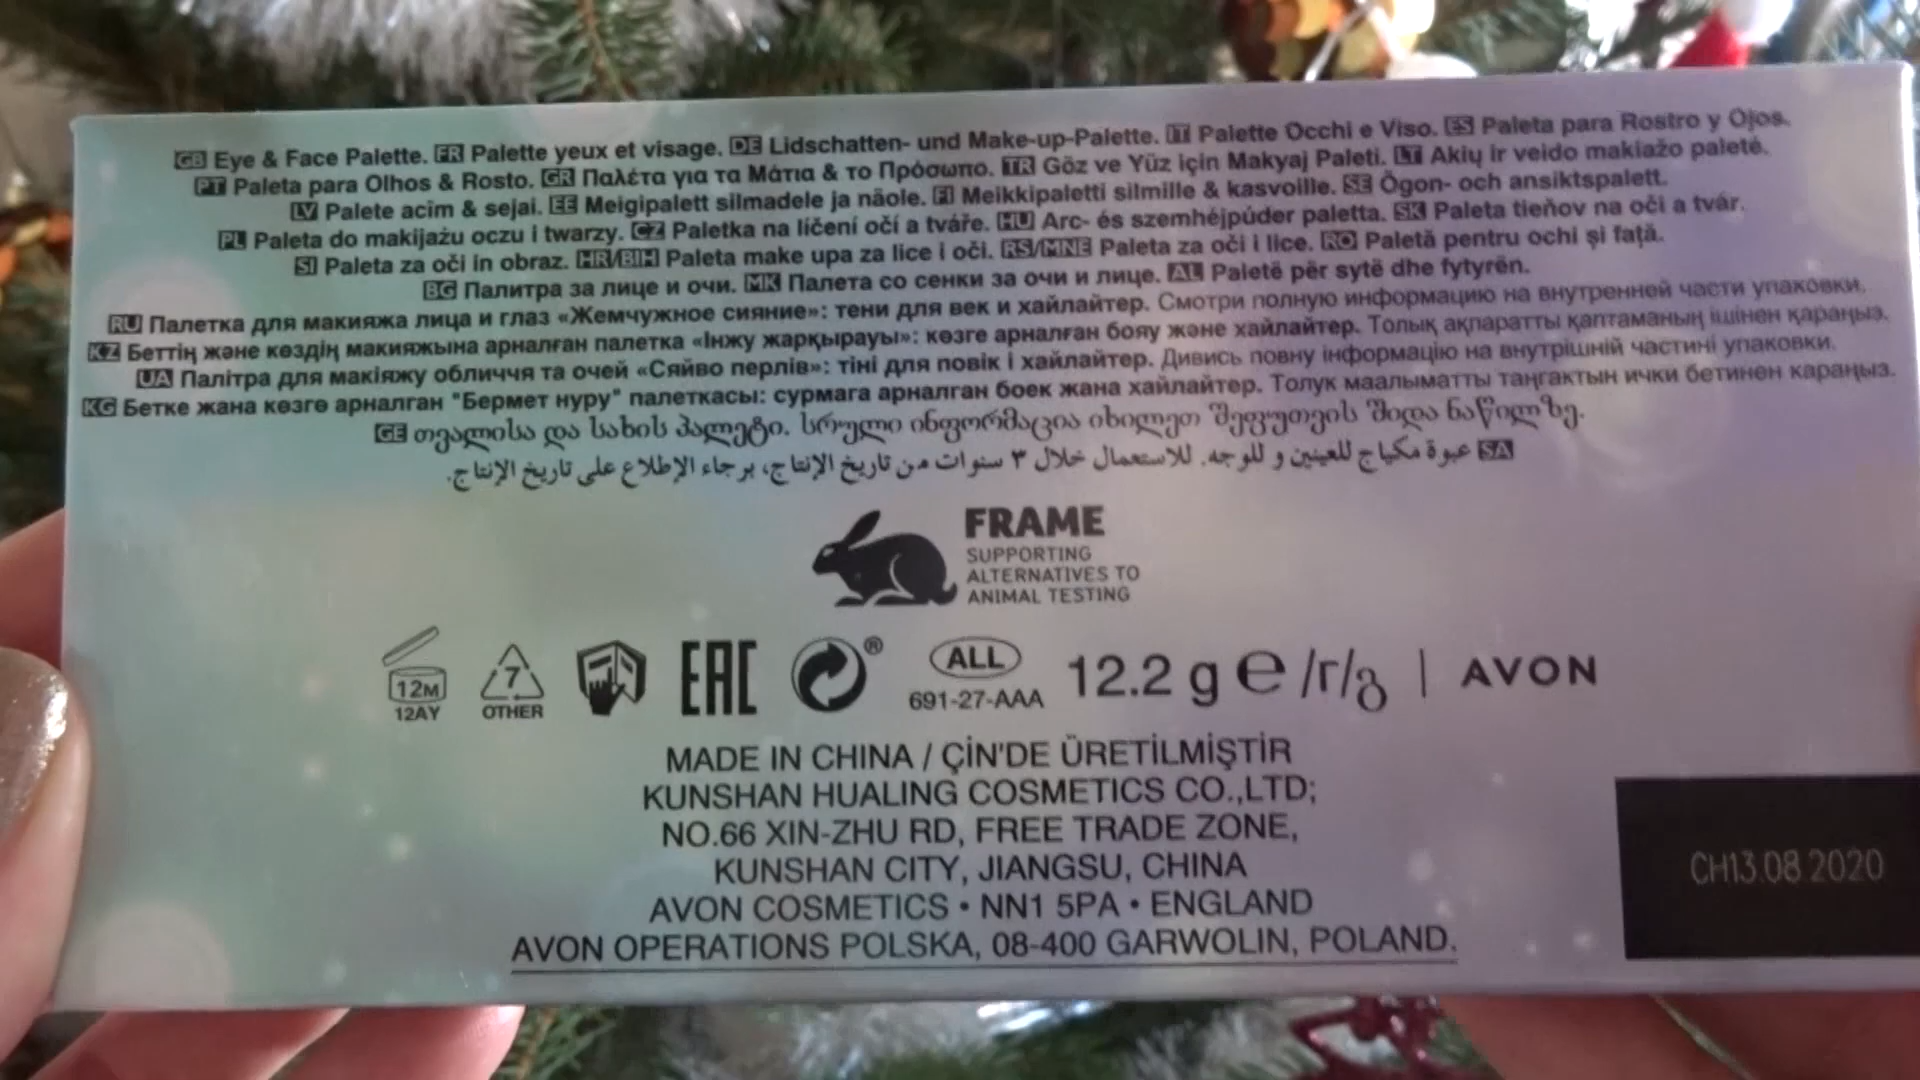 GB Eye & Face Palette. FR Palette yeux et visage. DE Lidschatten- und Make-up-Palette. IT Palette Occhi e Viso. ES Paleta para Rostro y Ojos.
PT Paleta para Olhos & Rosto. GR Παλέτα για τα Μάτια & το Πρόσωπο. TR Göz ve Yüz için Makyaj Paleti. LT Akių ir veido makiažo paletė.
LV Palete acīm & sejai. EE Meigipalett silmadele ja näole. FI Meikkipaletti silmille & kasvoille. SE Ögon- och ansiktspalett.
PL Paleta do makijażu oczu i twarzy. CZ Paletka na líčení očí a tváře. HU Arc- és szemhéjpúder paletta. SK Paleta tieňov na oči a tvár.
SI Paleta za oči in obraz. HR/BIH Paleta make upa za lice i oči. RS/MNE Paleta za oči i lice. RO Paletă pentru ochi și față.
BG Палитра за лице и очи. MK Палета со сенки за очи и лице. AL Paletë për sytë dhe fytyrën.
RU Палетка для макияжа лица и глаз «Жемчужное сияние»: тени для век и хайлайтер. Смотри полную информацию на внутренней части упаковки.
KZ Беттің және көздің макияжына арналған палетка «Інжу жарқырауы»: көзге арналған бояу және хайлайтер. Толық ақпаратты қаптаманың ішінен қараңыз.
UA Палітра для макіяжу обличчя та очей «Сяйво перлів»: тіні для повік і хайлайтер. Дивись повну інформацію на внутрішній частині упаковки.
KG Бетке жана көзгө арналган "Бермет нуру" палеткасы: сурмага арналган боек жана хайлайтер. Толук маалыматты таңгактын ички бетинен караңыз.
GE თვალისა და სახის პალეტი. სრული ინფორმაცია იხილეთ შეფუთვის შიდა ნაწილზე.
SA عبوة مكياج للعينين و للوجه. للاستعمال خلال ٣ سنوات من تاريخ الإنتاج، برجاء الإطلاع على تاريخ الإنتاج.
FRAME
SUPPORTING
ALTERNATIVES TO
ANIMAL TESTING
12M
12AY
7
OTHER
EAC
®
ALL
691-27-AAA
12.2 g e /г/გ | AVON
MADE IN CHINA / ÇİN'DE ÜRETİLMİŞTİR
KUNSHAN HUALING COSMETICS CO.,LTD;
NO.66 XIN-ZHU RD, FREE TRADE ZONE,
KUNSHAN CITY, JIANGSU, CHINA
AVON COSMETICS • NN1 5PA • ENGLAND
AVON OPERATIONS POLSKA, 08-400 GARWOLIN, POLAND.
CH13.08.2020